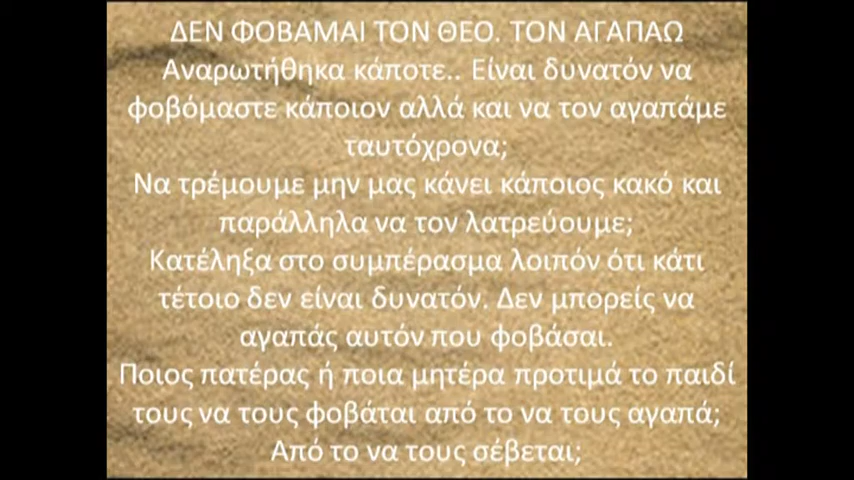 ΔΕΝ ΦΟΒΑΜΑΙ ΤΟΝ ΘΕΟ. ΤΟΝ ΑΓΑΠΑΩ
Αναρωτήθηκα κάποτε.. Είναι δυνατόν να
φοβόμαστε κάποιον αλλά και να τον αγαπάμε
ταυτόχρονα;
Να τρέμουμε μην μας κάνει κάποιος κακό και
παράλληλα να τον λατρεύουμε;
Κατέληξα στο συμπέρασμα λοιπόν ότι κάτι
τέτοιο δεν είναι δυνατόν. Δεν μπορείς να
αγαπάς αυτόν που φοβάσαι.
Ποιος πατέρας ή ποια μητέρα προτιμά το παιδί
τους να τους φοβάται από το να τους αγαπά;
Από το να τους σέβεται;